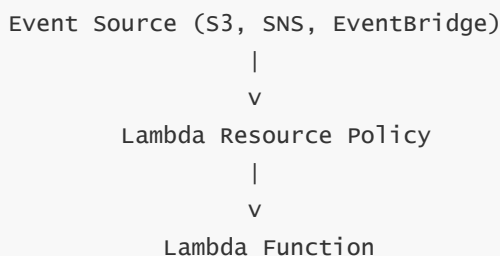 Event Source (S3, SNS, EventBridge)
|
v
Lambda Resource Policy
|
v
Lambda Function